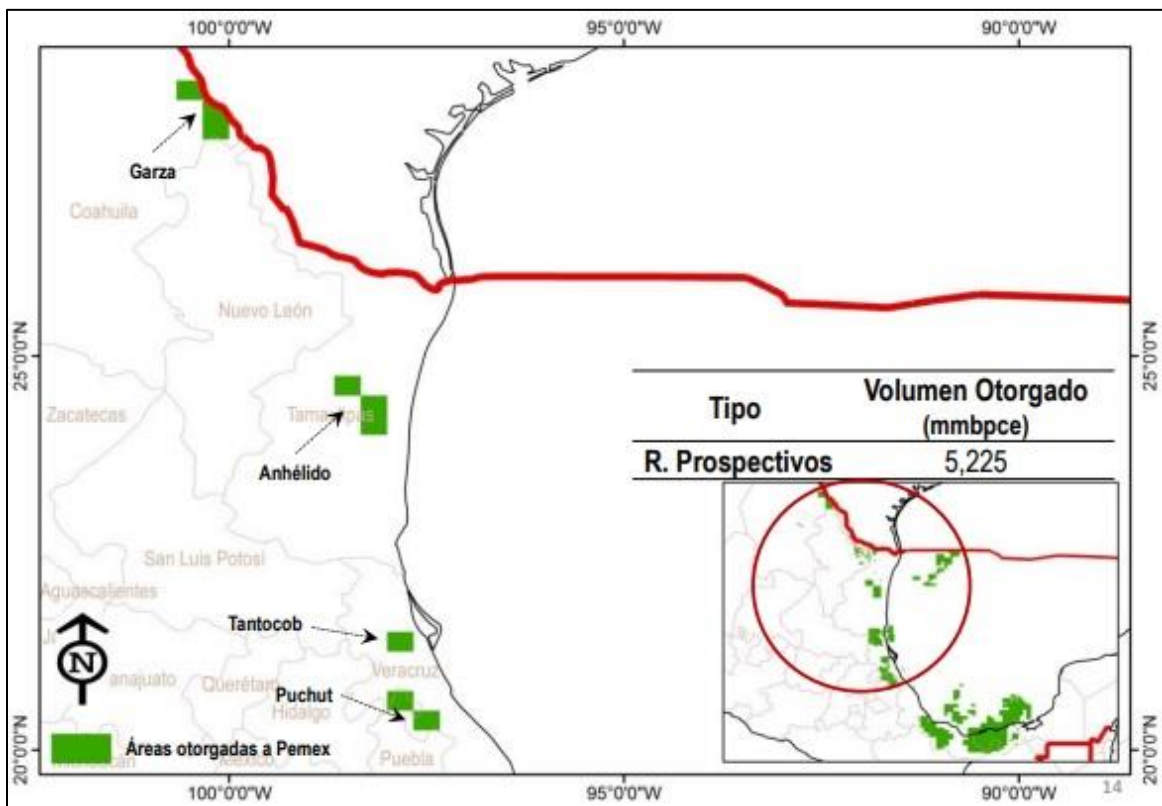 100°0'0"W 95°0'0"W 90°0'0"W
Garza
Coahuila
Nuevo León
25°0'0"N 25°0'0"N
Tipo Volumen Otorgado
(mmbpce)
R. Prospectivos 5,225
Zacatecas
Tamaulipas
Anhélido
San Luis Potosí
Aguascalientes
Tantocob
N
Veracruz
anajuato
Querétaro
Puchut
Hidalgo
Áreas otorgadas a Pemex
México
Puebla
20°0'0"N 20°0'0"N
14
100°0'0"W 95°0'0"W 90°0'0"W